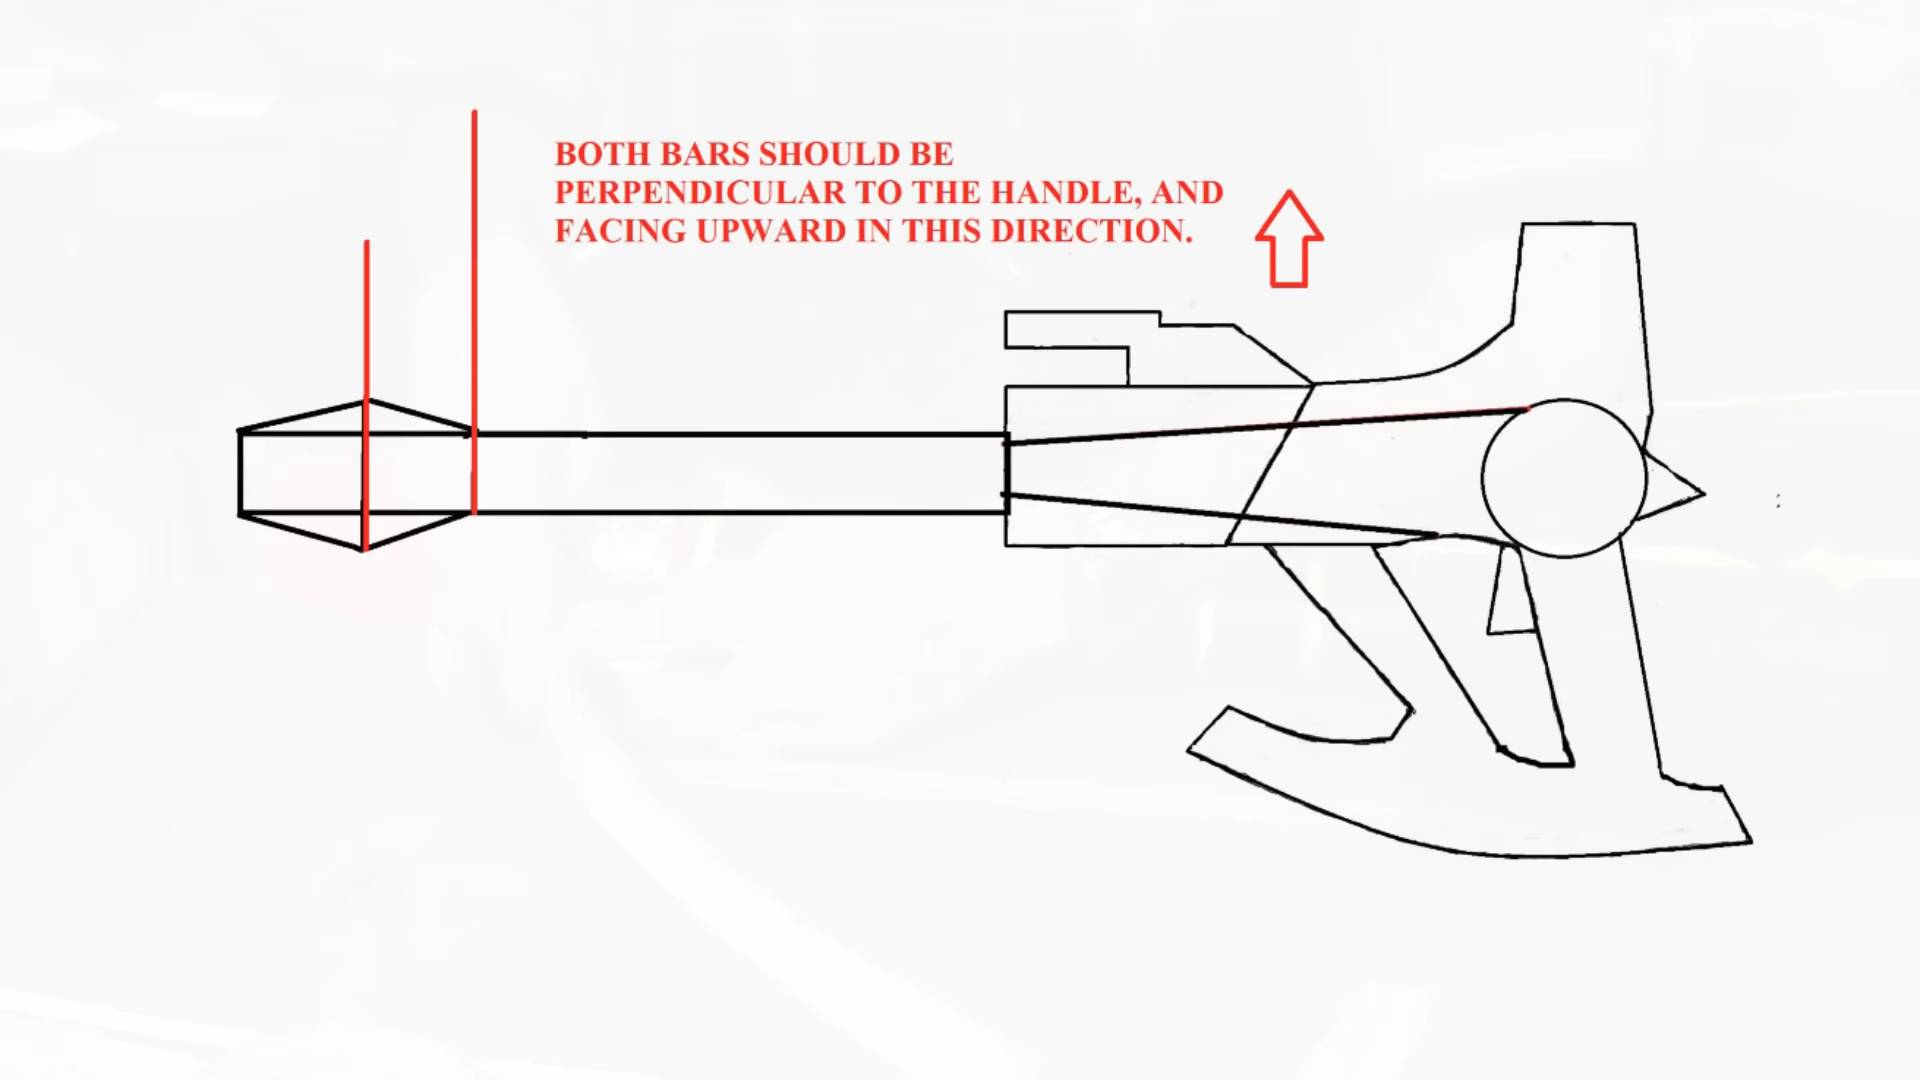 BOTH BARS SHOULD BE
PERPENDICULAR TO THE HANDLE, AND
FACING UPWARD IN THIS DIRECTION.